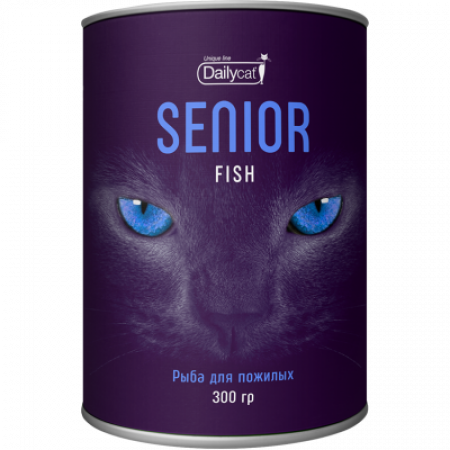 Unique line
Dailycat
SENIOR
FISH
Рыба для пожилых
300 гр